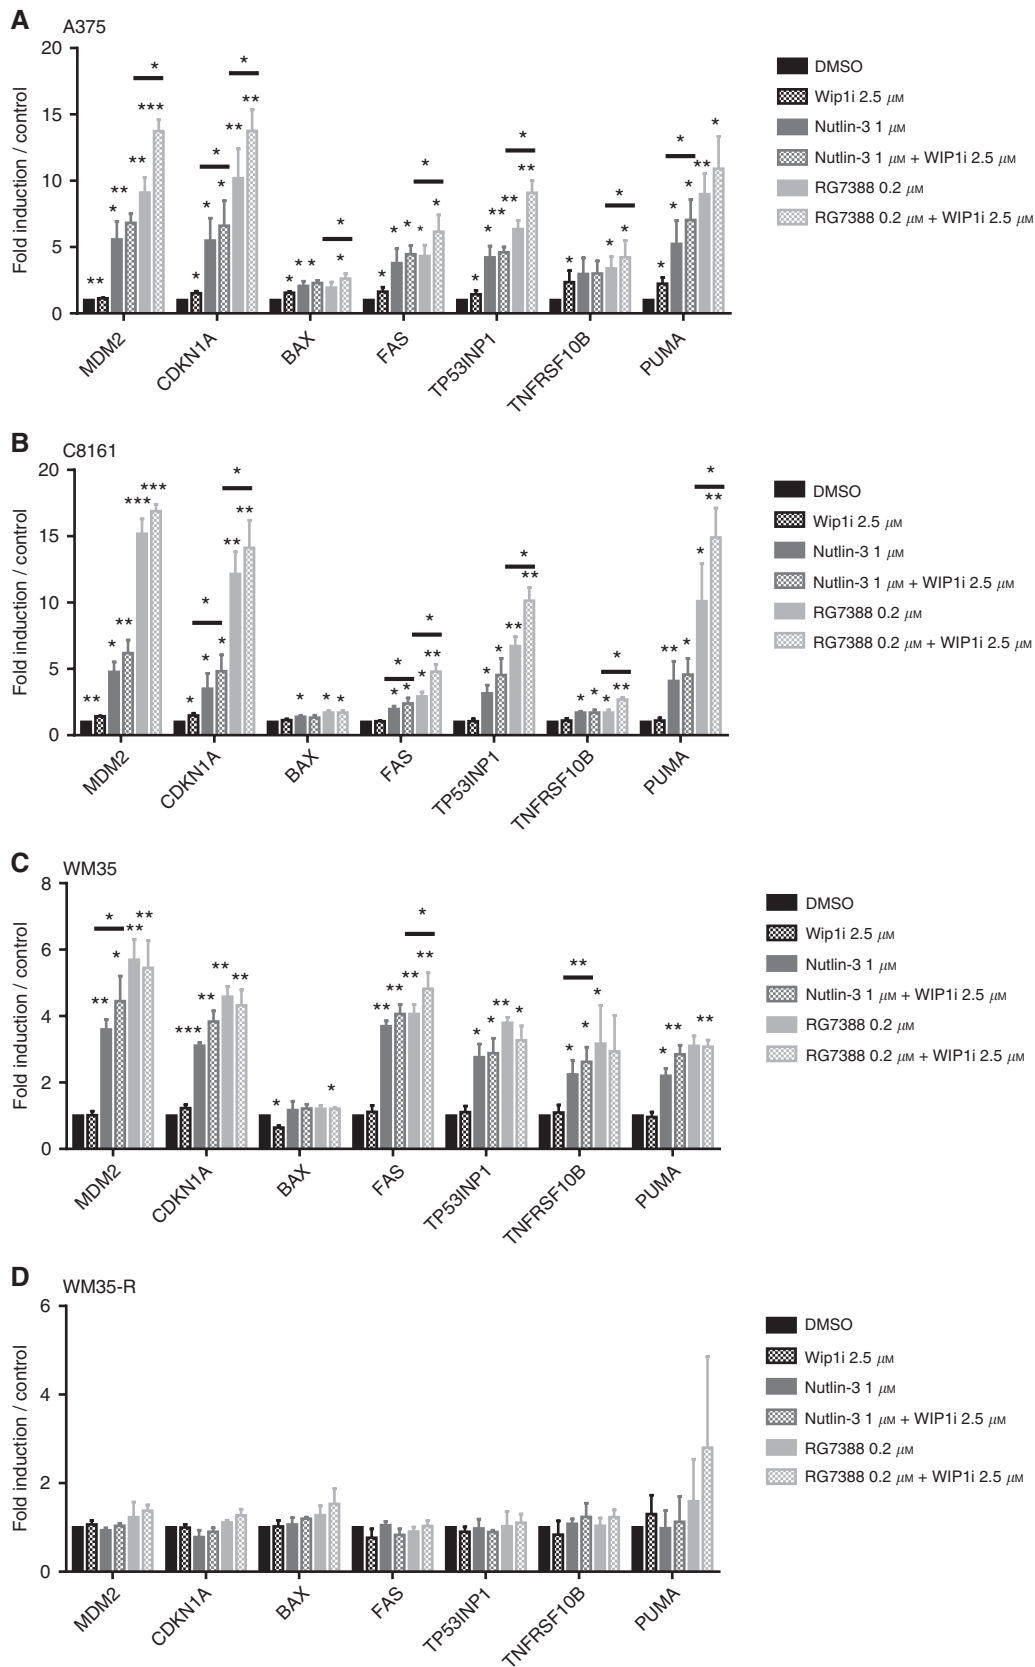 A
A375
20
15
10
5
0
Fold induction / control
* *
*
* *
* *
* * *
*
*
*
*
* *
*
*
*
* *
*
*
*
*
*
*
*
*
*
*
* *
* *
* *
*
*
*
*
*
*
*
*
* *
*
*
MDM2
CDKN1A
BAX
FAS
TP53INP1
TNFRSF10B
PUMA
DMSO
Wip1i 2.5 μM
Nutlin-3 1 μM
Nutlin-3 1 μM + WIP1i 2.5 μM
RG7388 0.2 μM
RG7388 0.2 μM + WIP1i 2.5 μM
B
C8161
20
15
10
5
0
Fold induction / control
* *
*
* *
* * *
* * *
*
*
*
*
* *
* *
*
*
*
*
*
*
*
*
* *
*
*
*
* *
* *
*
*
*
*
* *
*
* *
*
*
* *
*
MDM2
CDKN1A
BAX
FAS
TP53INP1
TNFRSF10B
PUMA
DMSO
Wip1i 2.5 μM
Nutlin-3 1 μM
Nutlin-3 1 μM + WIP1i 2.5 μM
RG7388 0.2 μM
RG7388 0.2 μM + WIP1i 2.5 μM
C
WM35
8
6
4
2
0
Fold induction / control
* *
*
*
* *
* *
* * *
* *
* *
* *
*
*
* *
* *
* *
* *
*
*
*
* *
*
*
*
* *
*
*
* *
* *
MDM2
CDKN1A
BAX
FAS
TP53INP1
TNFRSF10B
PUMA
DMSO
Wip1i 2.5 μM
Nutlin-3 1 μM
Nutlin-3 1 μM + WIP1i 2.5 μM
RG7388 0.2 μM
RG7388 0.2 μM + WIP1i 2.5 μM
D
WM35-R
6
4
2
0
Fold induction / control
MDM2
CDKN1A
BAX
FAS
TP53INP1
TNFRSF10B
PUMA
DMSO
Wip1i 2.5 μM
Nutlin-3 1 μM
Nutlin-3 1 μM + WIP1i 2.5 μM
RG7388 0.2 μM
RG7388 0.2 μM + WIP1i 2.5 μM